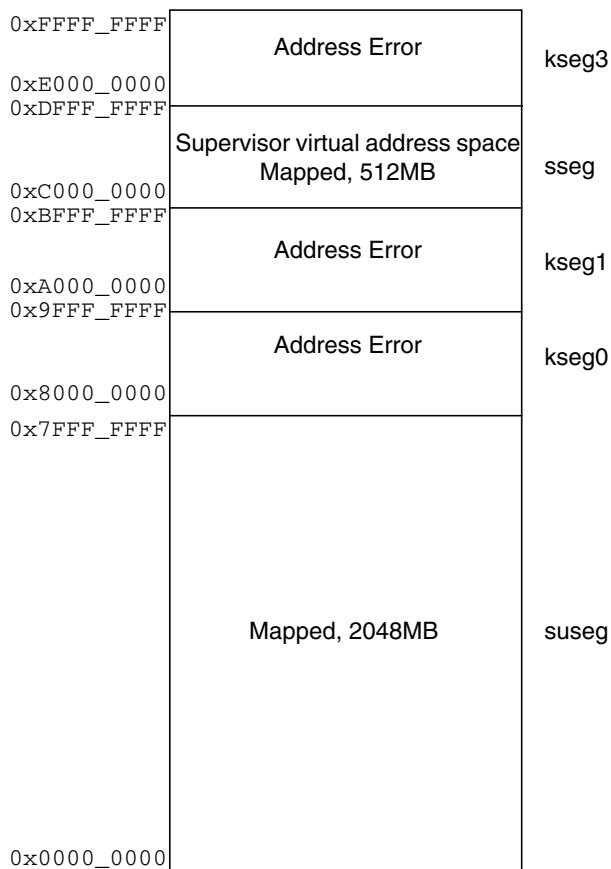 0xFFFF_FFFF
Address Error
kseg3
0xE000_0000
0xDFFF_FFFF
Supervisor virtual address space
Mapped, 512MB
sseg
0xC000_0000
0xBFFF_FFFF
Address Error
kseg1
0xA000_0000
0x9FFF_FFFF
Address Error
kseg0
0x8000_0000
0x7FFF_FFFF
Mapped, 2048MB
suseg
0x0000_0000